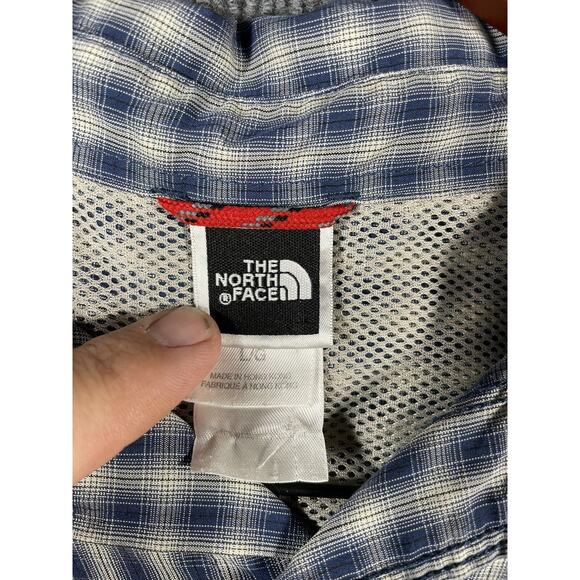 THE
NORTH
® FACE
L/G
MADE IN HONG KONG
FABRIQUÉ À HONG KONG